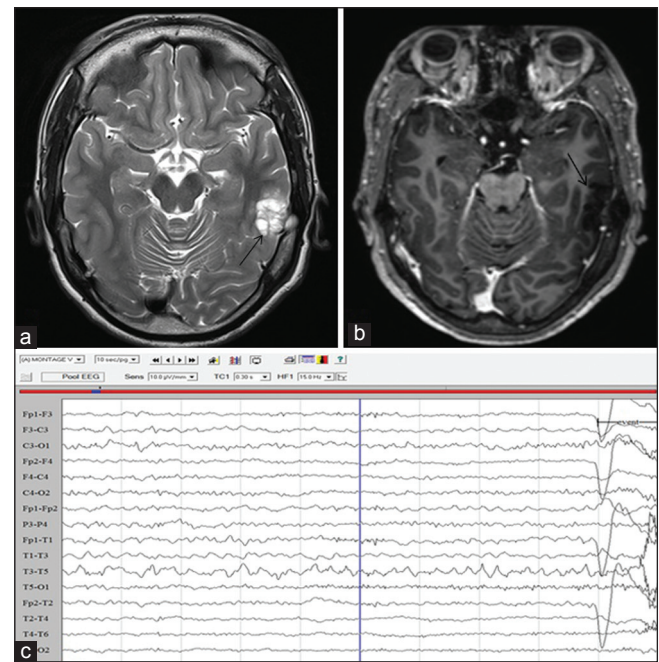 a
b
(A) MONTAGE V
10 sec/pg
?
Pool EEG
Sens
10.0 μV/mm
TC1
0.30 s
HF1
15.0 Hz
Fp1-F3
F3-C3
C3-O1
Fp2-F4
F4-C4
C4-O2
Fp1-Fp2
P3-P4
Fp1-T1
T1-T3
T3-T5
T5-O1
Fp2-T2
T2-T4
T4-T6
O2
c